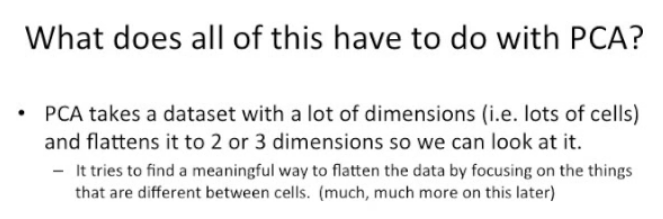 What does all of this have to do with PCA?
• PCA takes a dataset with a lot of dimensions (i.e. lots of cells)
and flattens it to 2 or 3 dimensions so we can look at it.
– It tries to find a meaningful way to flatten the data by focusing on the things
that are different between cells. (much, much more on this later)